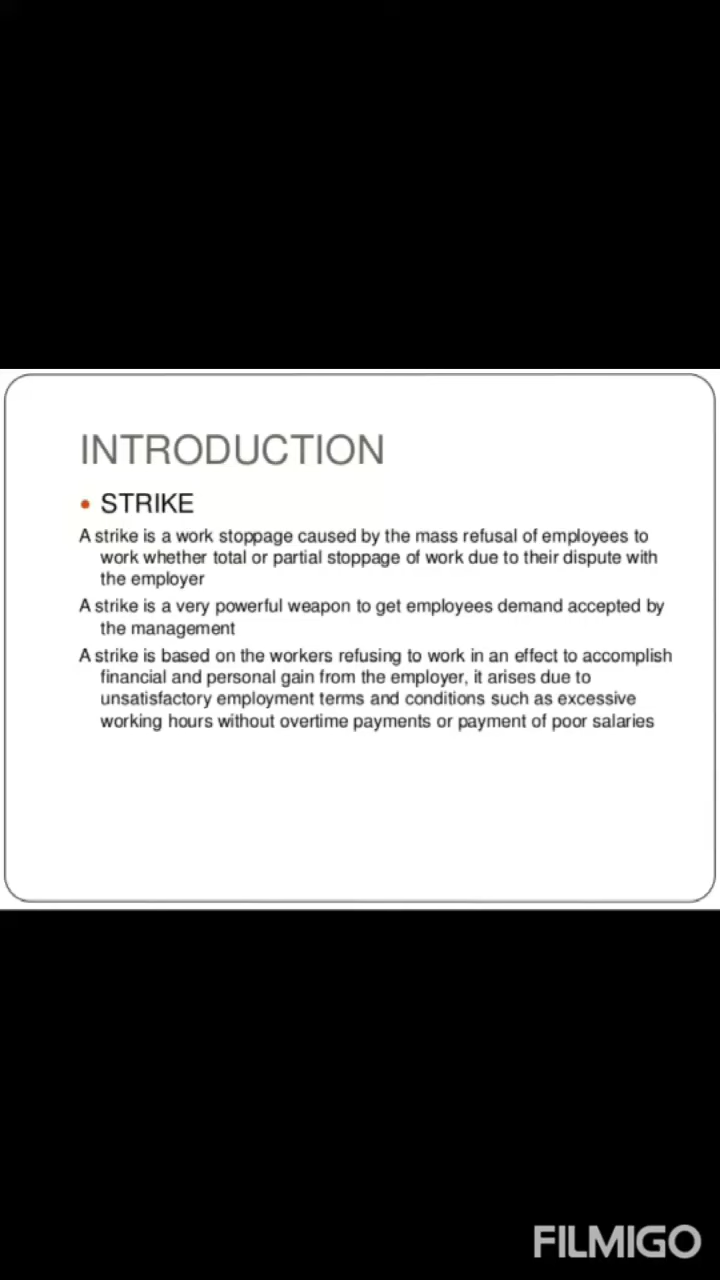 INTRODUCTION
• STRIKE
A strike is a work stoppage caused by the mass refusal of employees to
work whether total or partial stoppage of work due to their dispute with
the employer
A strike is a very powerful weapon to get employees demand accepted by
the management
A strike is based on the workers refusing to work in an effect to accomplish
financial and personal gain from the employer, it arises due to
unsatisfactory employment terms and conditions such as excessive
working hours without overtime payments or payment of poor salaries
FILMIGO